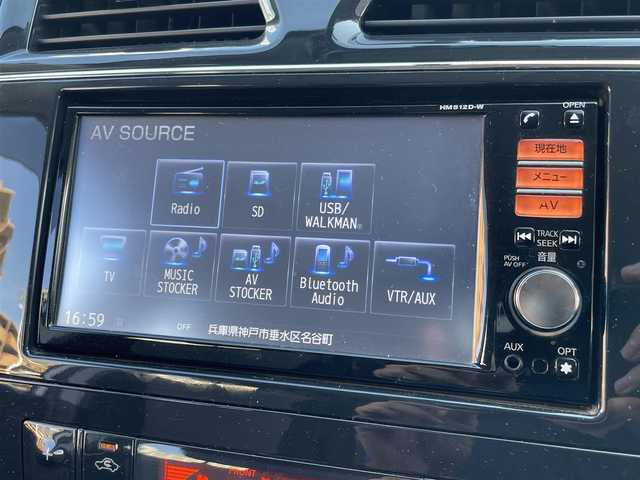 HM512D-W
OPEN
AV SOURCE
Radio
SD
USB/
WALKMAN®
TV
MUSIC
STOCKER
AV
STOCKER
Bluetooth
Audio
VTR/AUX
16:59
OFF
兵庫県神戸市垂水区名谷町
現在地
メニュー
AV
TRACK
SEEK
音量
PUSH
AV OFF
AUX
OPT
FRONT